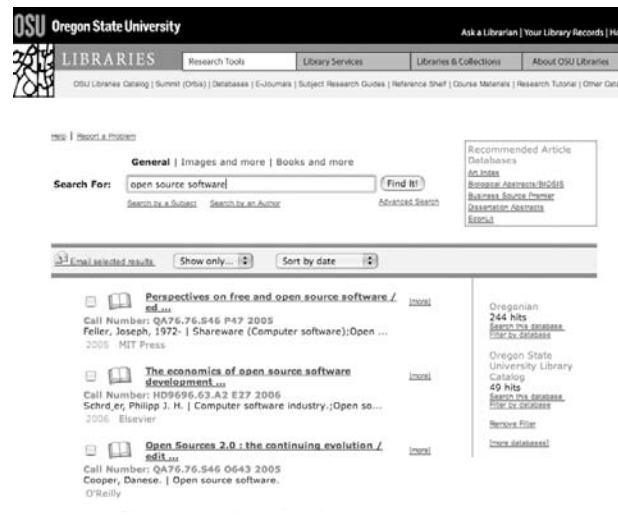 OSU Oregon State University
Ask a Librarian | Your Library Records | Ho
LIBRARIES
Research Tools
Library Services
Libraries & Collections
About OSU Libraries
OSU Libraries Catalog | Summit (Orbis) | Databases | E-Journals | Subject Research Guides | Reference Shelf | Course Materials | Research Tutorial | Other Cata
Help | Report a Problem
General | Images and more | Books and more
Search For: open source software Find It!
Search by a Subject Search by an Author Advanced Search
Recommended Article
Databases
Art Index
Biological Abstracts/BIOSIS
Business Source Premier
Dissertation Abstracts
EconLit
Email selected results Show only... Sort by date
Perspectives on free and open source software /
ed ...
[more]
Call Number: QA76.76.S46 P47 2005
Feller, Joseph, 1972- | Shareware (Computer software);Open ...
2005 MIT Press
The economics of open source software
development ...
[more]
Call Number: HD9696.63.A2 E27 2006
Schrd_er, Philipp J. H. | Computer software industry.;Open so...
2006 Elsevier
Open Sources 2.0 : the continuing evolution /
edit ...
[more]
Call Number: QA76.76.S46 O643 2005
Cooper, Danese. | Open source software.
O'Reilly
Oregonian
244 hits
Search this database
Filter by database
Oregon State
University Library
Catalog
49 hits
Search this database
Filter by database
Remove Filter
[more databases]